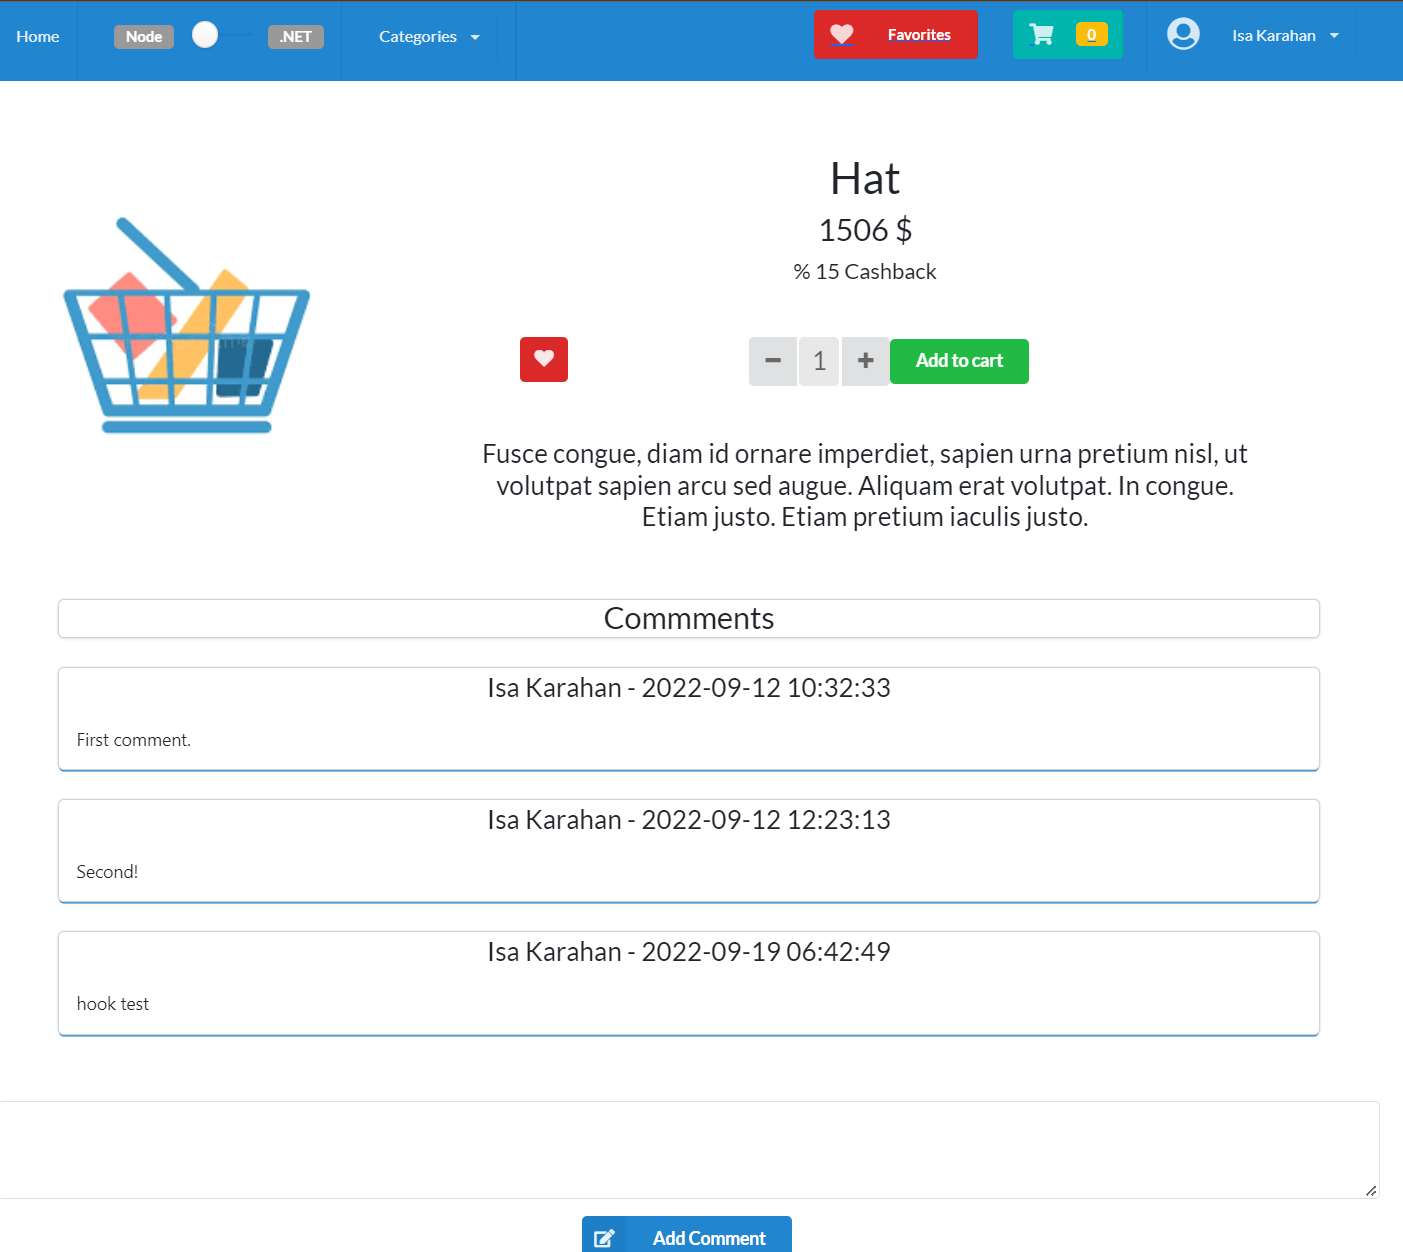 Home
Node
.NET
Categories
Favorites
0
Isa Karahan
Hat
1506 $
% 15 Cashback
1
Add to cart
Fusce congue, diam id ornare imperdiet, sapien urna pretium nisl, ut
volutpat sapien arcu sed augue. Aliquam erat volutpat. In congue.
Etiam justo. Etiam pretium iaculis justo.
Commments
Isa Karahan - 2022-09-12 10:32:33
First comment.
Isa Karahan - 2022-09-12 12:23:13
Second!
Isa Karahan - 2022-09-19 06:42:49
hook test
Add Comment